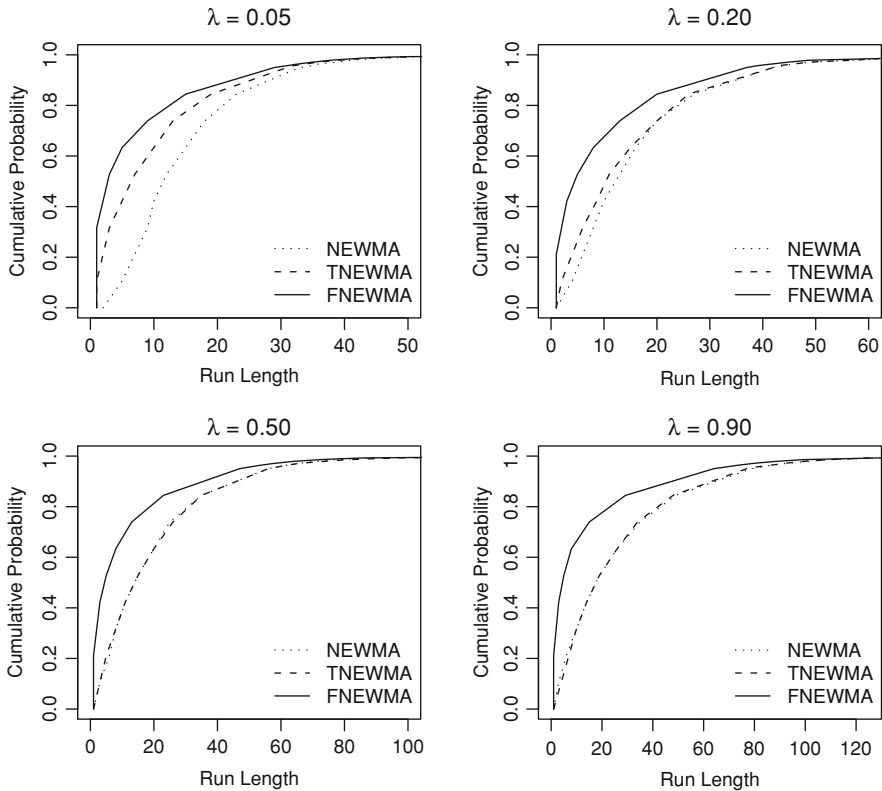 λ = 0.05
Cumulative Probability
0.0 0.2 0.4 0.6 0.8 1.0
NEWMA
TNEWMA
FNEWMA
0 10 20 30 40 50
Run Length
λ = 0.20
Cumulative Probability
0.0 0.2 0.4 0.6 0.8 1.0
NEWMA
TNEWMA
FNEWMA
0 10 20 30 40 50 60
Run Length
λ = 0.50
Cumulative Probability
0.0 0.2 0.4 0.6 0.8 1.0
NEWMA
TNEWMA
FNEWMA
0 20 40 60 80 100
Run Length
λ = 0.90
Cumulative Probability
0.0 0.2 0.4 0.6 0.8 1.0
NEWMA
TNEWMA
FNEWMA
0 20 40 60 80 100 120
Run Length